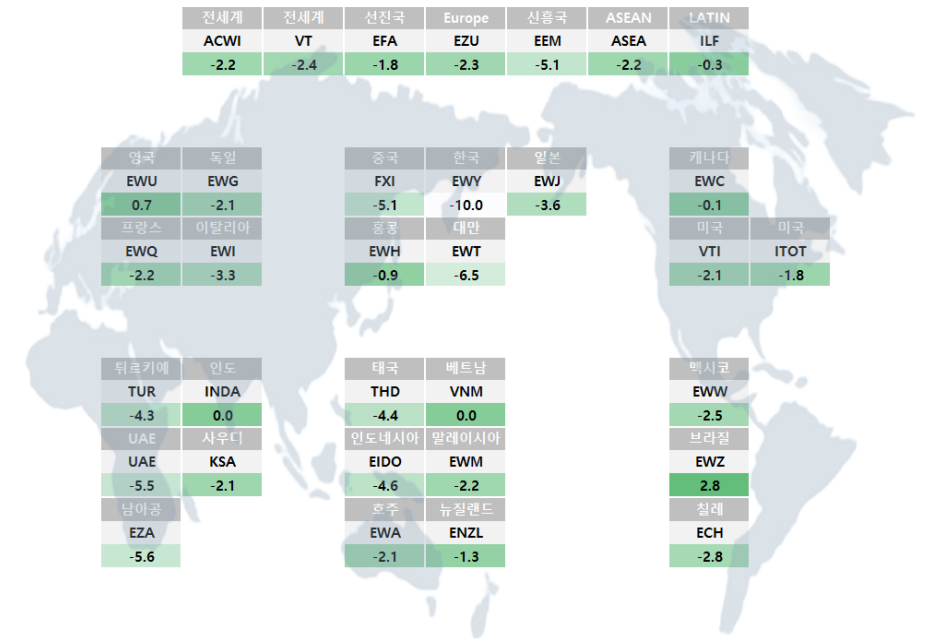 전세계 전세계 선진국 Europe 신흥국 ASEAN LATIN
ACWI VT EFA EZU EEM ASEA ILF
-2.2 -2.4 -1.8 -2.3 -5.1 -2.2 -0.3
영국 독일 중국 한국 일본 캐나다
EWU EWG FXI EWY EWJ EWC
0.7 -2.1 -5.1 -10.0 -3.6 -0.1
프랑스 이탈리아 홍콩 대만 미국 미국
EWQ EWI EWH EWT VTI ITOT
-2.2 -3.3 -0.9 -6.5 -2.1 -1.8
튀르키예 인도 태국 베트남 멕시코
TUR INDA THD VNM EWW
-4.3 0.0 -4.4 0.0 -2.5
UAE 사우디 인도네시아 말레이시아 브라질
UAE KSA EIDO EWM EWZ
-5.5 -2.1 -4.6 -2.2 2.8
남아공 호주 뉴질랜드 칠레
EZA EWA ENZL ECH
-5.6 -2.1 -1.3 -2.8